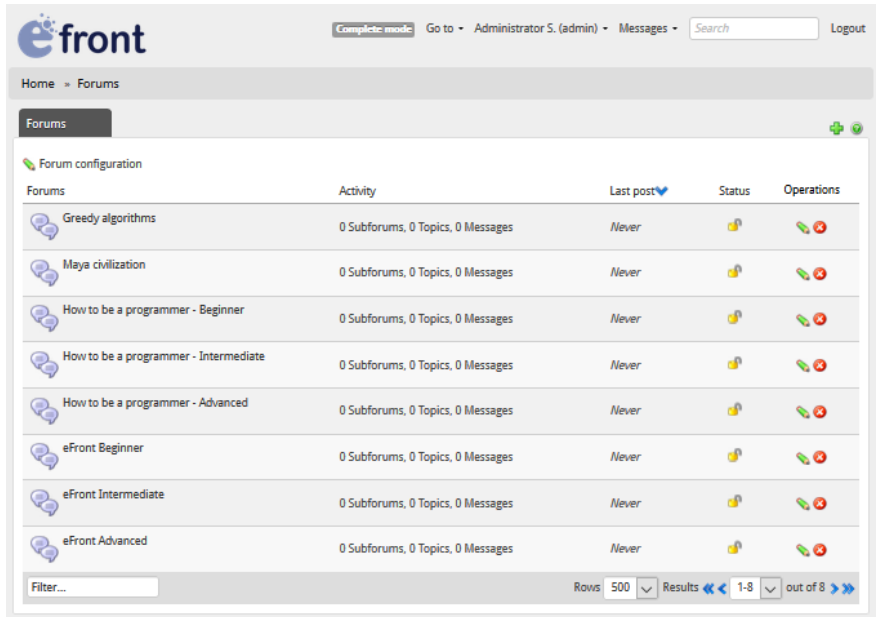 efront
Complete mode Go to Administrator S. (admin) Messages Search Logout
Home » Forums
Forums
Forum configuration
Forums Activity Last post Status Operations
Greedy algorithms 0 Subforums, 0 Topics, 0 Messages Never
Maya civilization 0 Subforums, 0 Topics, 0 Messages Never
How to be a programmer - Beginner 0 Subforums, 0 Topics, 0 Messages Never
How to be a programmer - Intermediate 0 Subforums, 0 Topics, 0 Messages Never
How to be a programmer - Advanced 0 Subforums, 0 Topics, 0 Messages Never
eFront Beginner 0 Subforums, 0 Topics, 0 Messages Never
eFront Intermediate 0 Subforums, 0 Topics, 0 Messages Never
eFront Advanced 0 Subforums, 0 Topics, 0 Messages Never
Filter... Rows 500 Results 1-8 out of 8